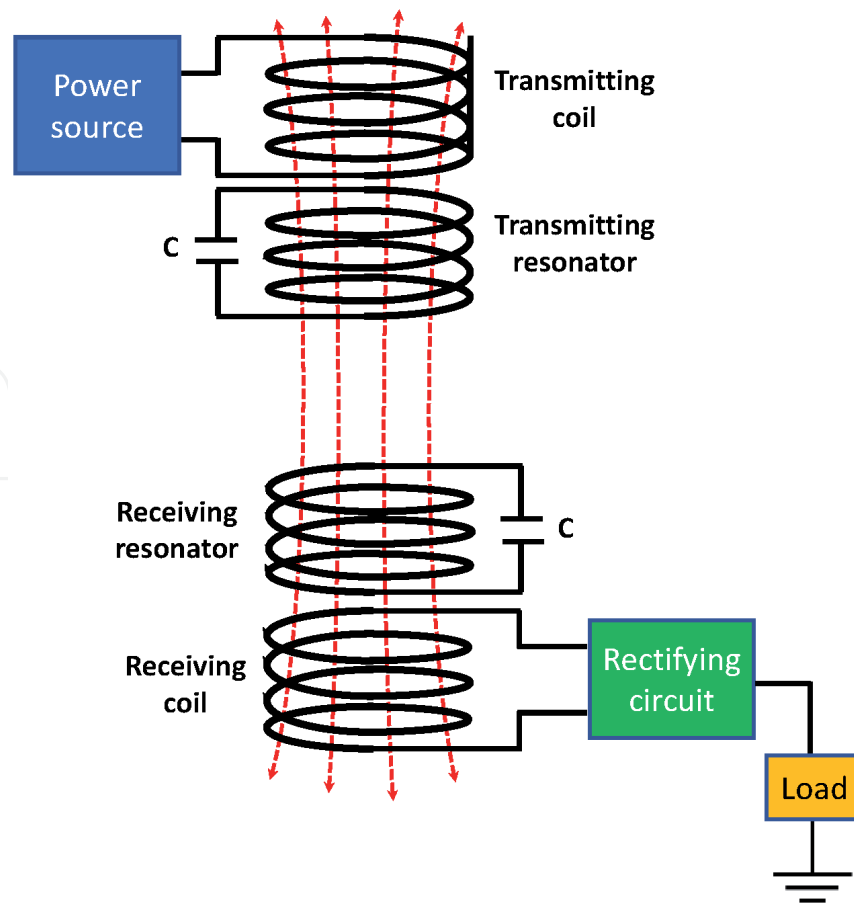 Power
source
Transmitting
coil
C
Transmitting
resonator
Receiving
resonator
C
Receiving
coil
Rectifying
circuit
Load